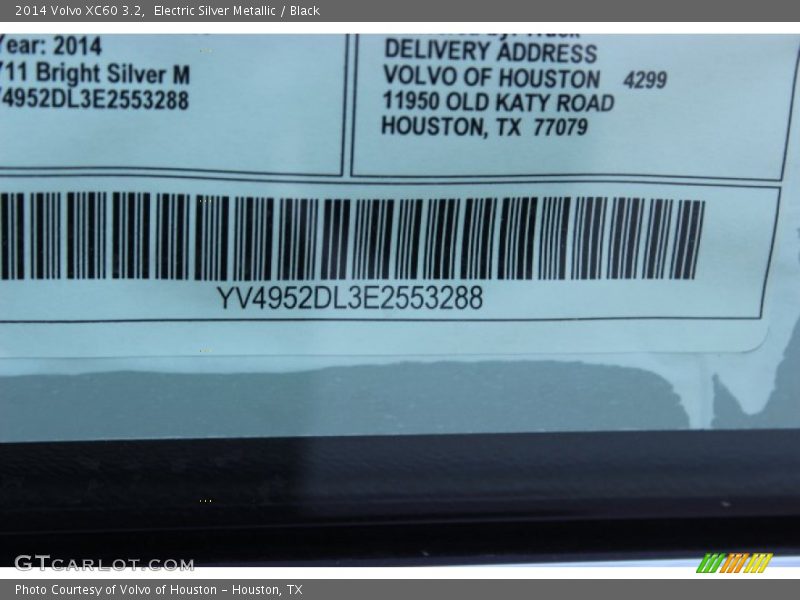 2014 Volvo XC60 3.2, Electric Silver Metallic / Black
Year: 2014
711 Bright Silver M
V4952DL3E2553288
DELIVERY ADDRESS
VOLVO OF HOUSTON 4299
11950 OLD KATY ROAD
HOUSTON, TX 77079
YV4952DL3E2553288
GTCARLOT.COM
Photo Courtesy of Volvo of Houston - Houston, TX